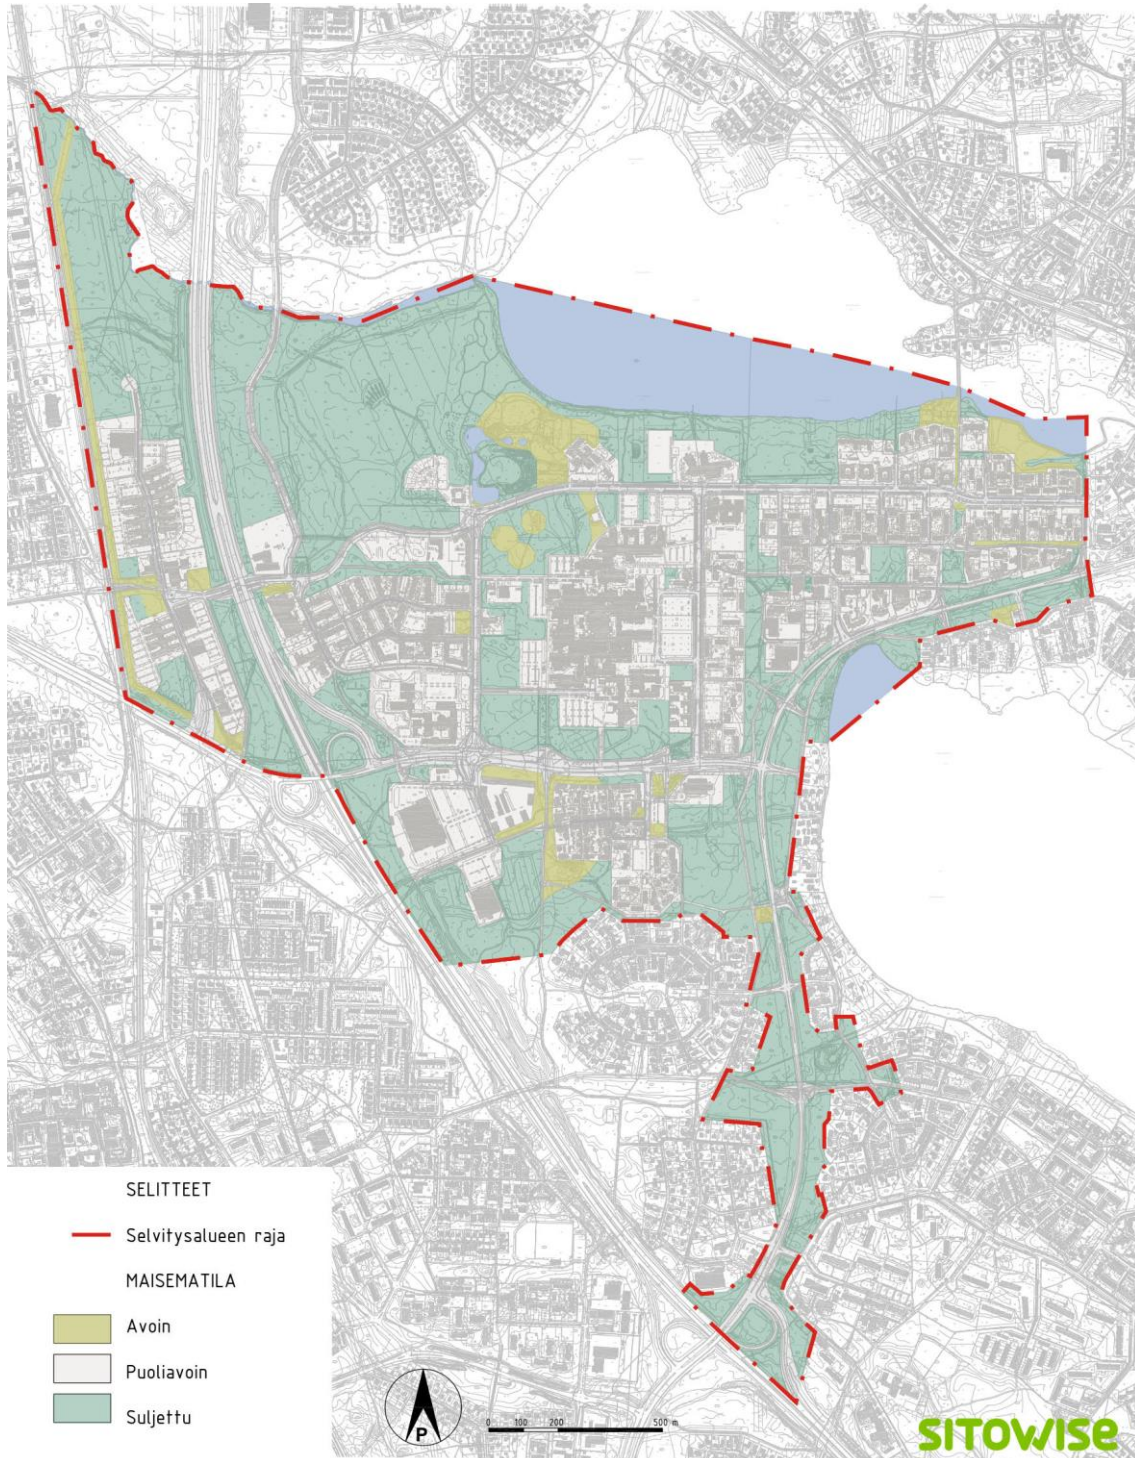 SELITTEET
Selvitysalueen raja
MAISEMATILA
Avoin
Puoliavoin
Suljettu
P
0 100 200 500 m
SITOWISE